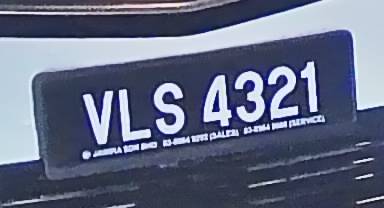 VLS 4321
SDN BHD (SALES) (SERVICE)